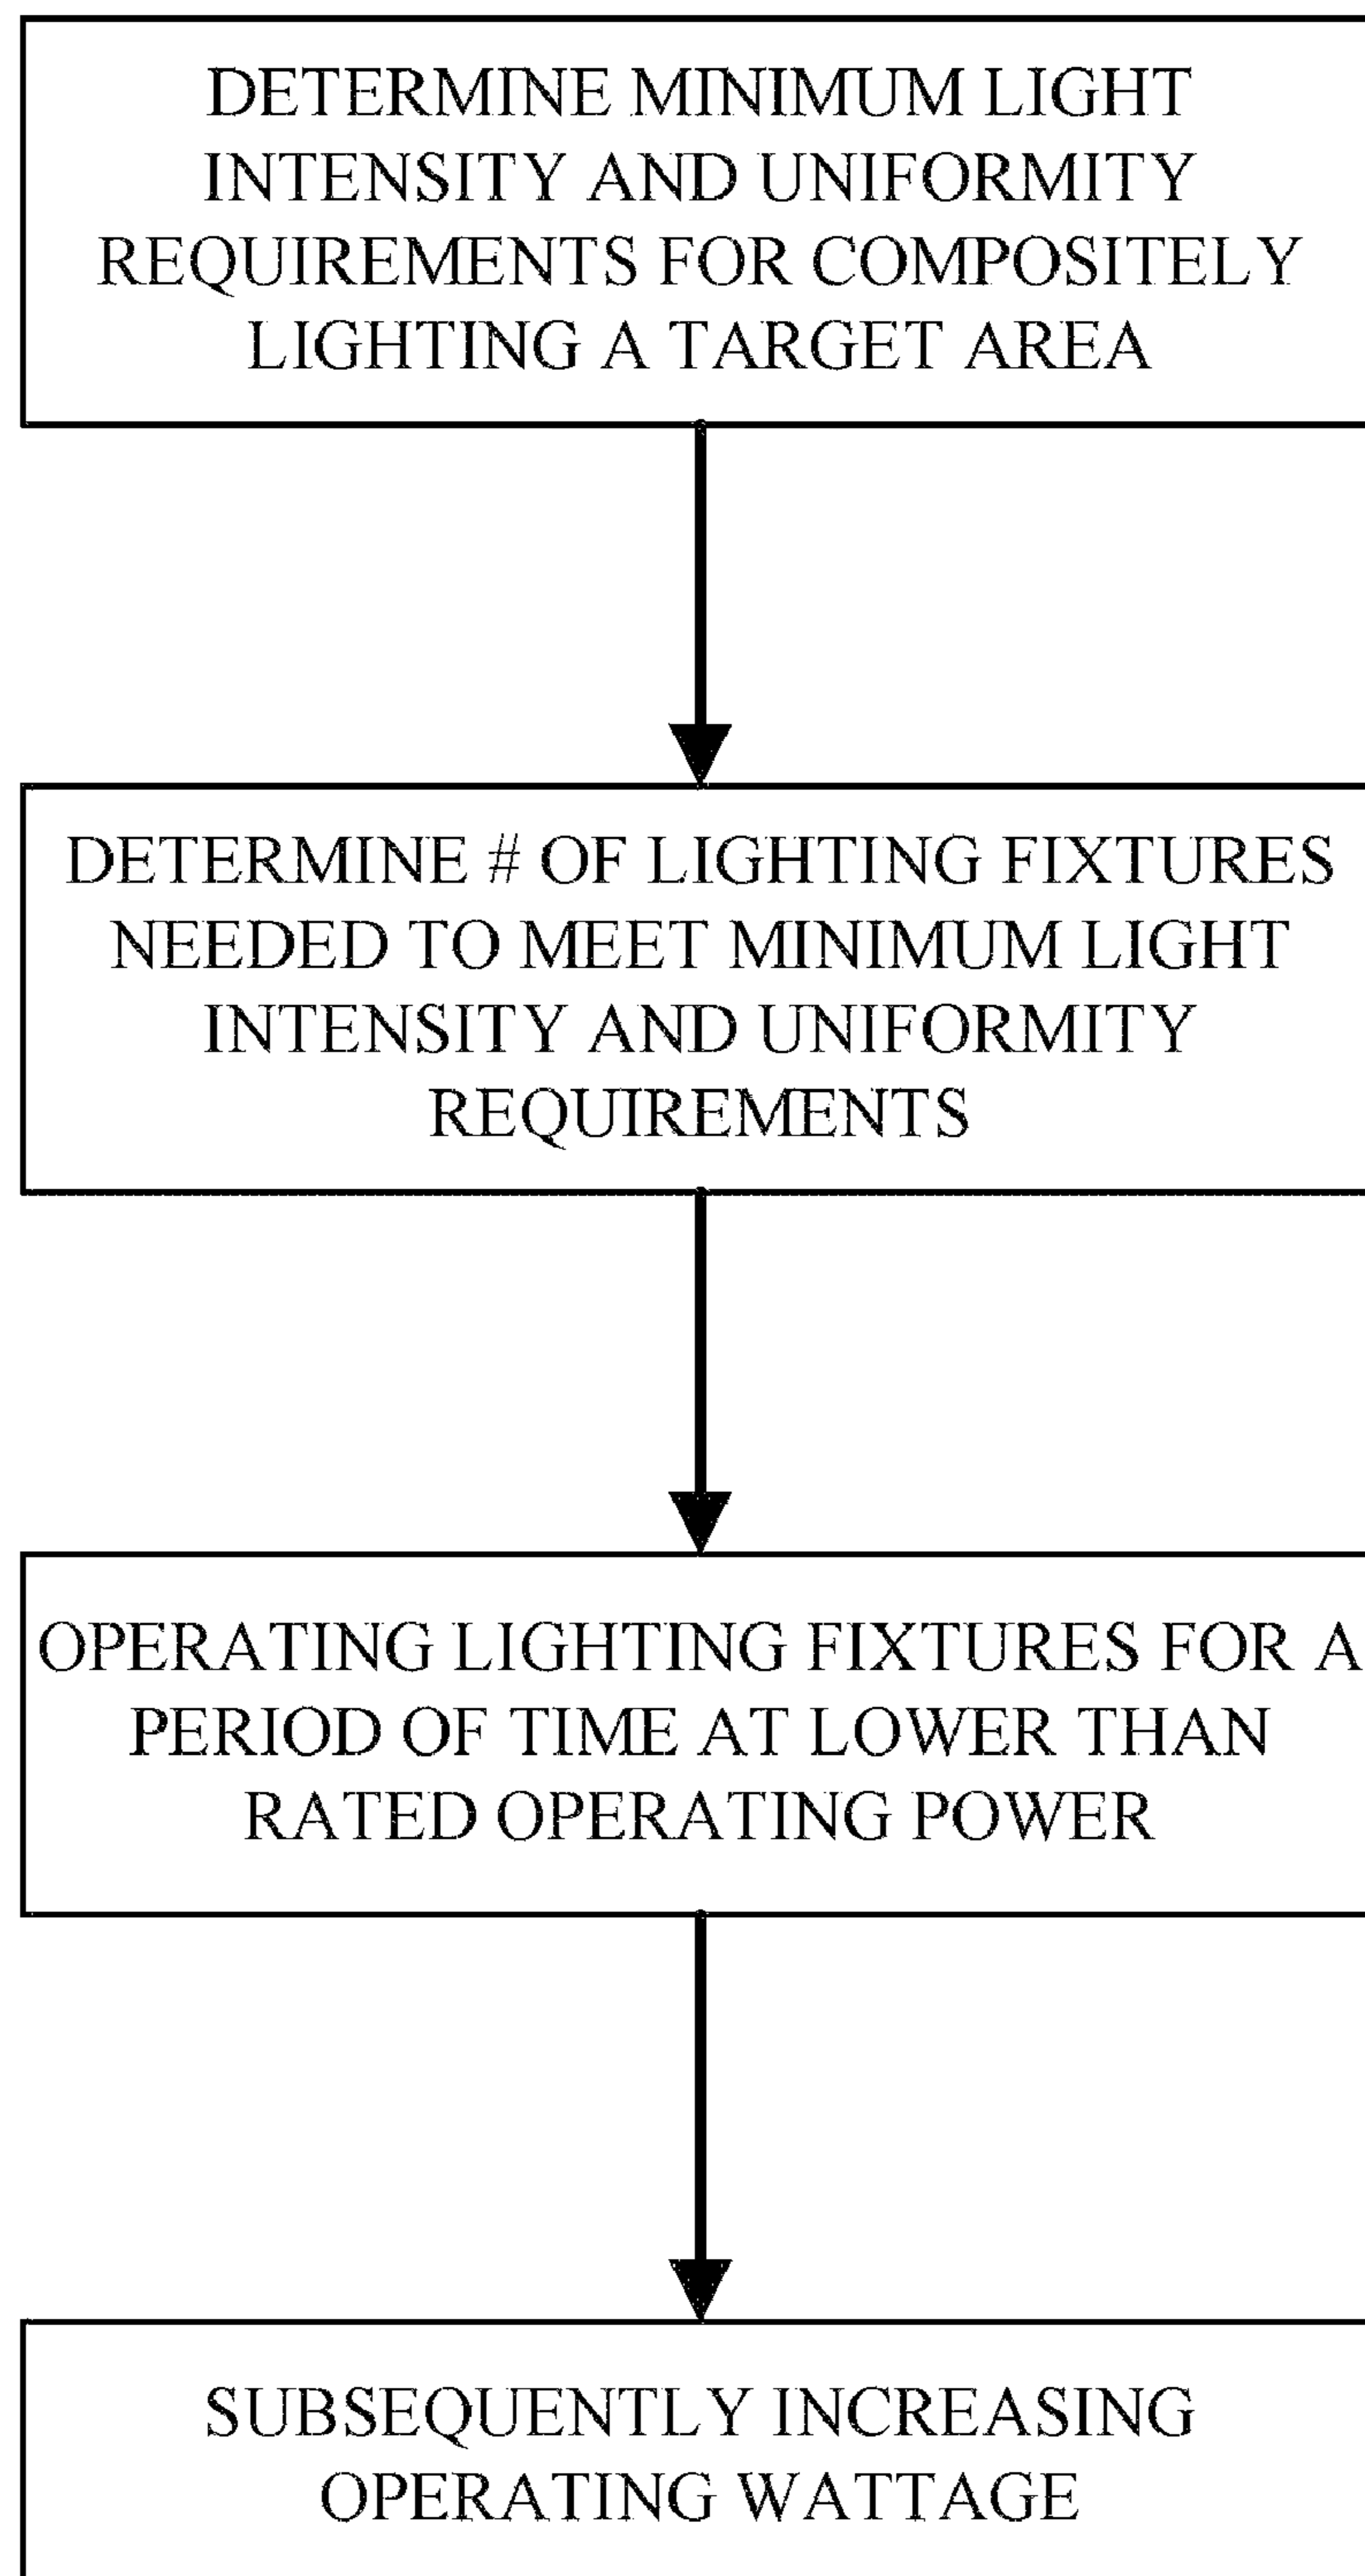 DETERMINE MINIMUM LIGHT
INTENSITY AND UNIFORMITY
REQUIREMENTS FOR COMPOSITELY
LIGHTING A TARGET AREA
DETERMINE # OF LIGHTING FIXTURES
NEEDED TO MEET MINIMUM LIGHT
INTENSITY AND UNIFORMITY
REQUIREMENTS
OPERATING LIGHTING FIXTURES FOR A
PERIOD OF TIME AT LOWER THAN
RATED OPERATING POWER
SUBSEQUENTLY INCREASING
OPERATING WATTAGE